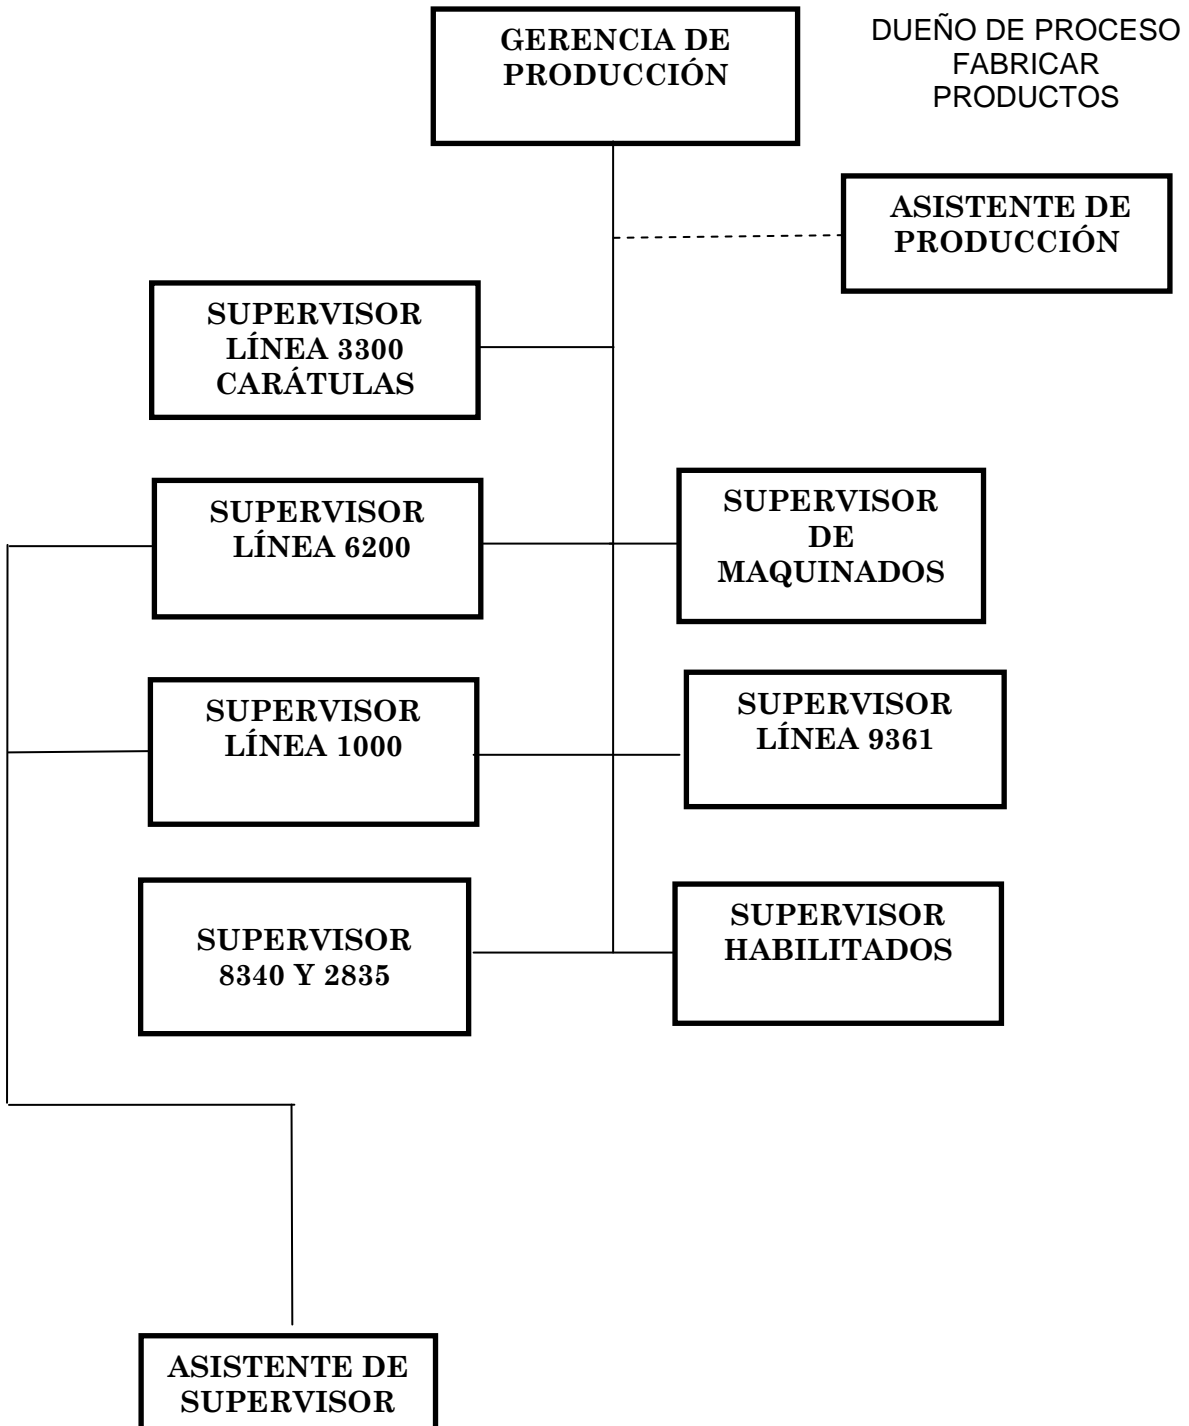 GERENCIA DE
PRODUCCIÓN
DUEÑO DE PROCESO
FABRICAR
PRODUCTOS
ASISTENTE DE
PRODUCCIÓN
SUPERVISOR
LÍNEA 3300
CARÁTULAS
SUPERVISOR
LÍNEA 6200
SUPERVISOR
DE
MAQUINADOS
SUPERVISOR
LÍNEA 1000
SUPERVISOR
LÍNEA 9361
SUPERVISOR
8340 Y 2835
SUPERVISOR
HABILITADOS
ASISTENTE DE
SUPERVISOR